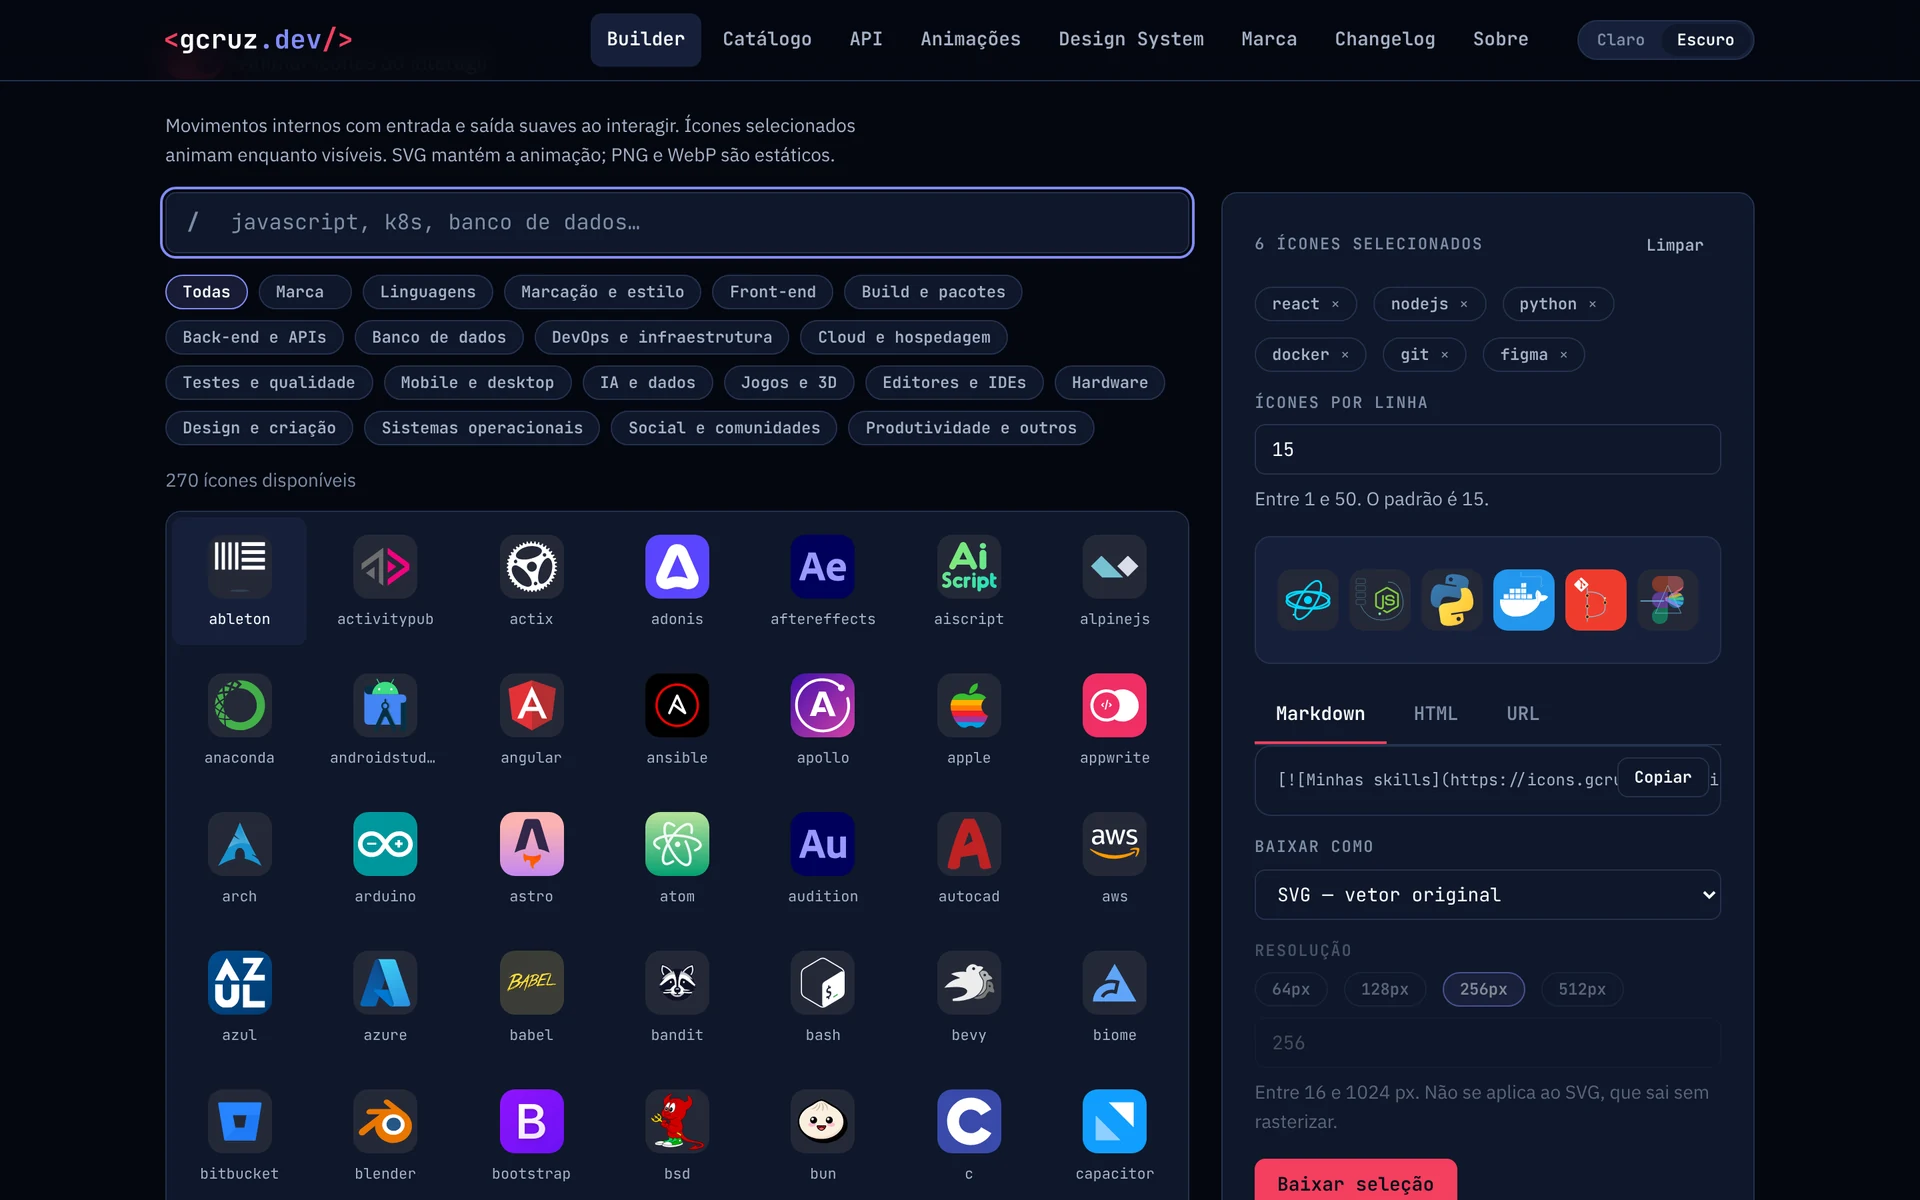 <gcruz.dev/>
Builder Catálogo API Animações Design System Marca Changelog Sobre Claro Escuro
Movimentos internos com entrada e saída suaves ao interagir. Ícones selecionados
animam enquanto visíveis. SVG mantém a animação; PNG e WebP são estáticos.
/ javascript, k8s, banco de dados…
Todas Marca Linguagens Marcação e estilo Front-end Build e pacotes
Back-end e APIs Banco de dados DevOps e infraestrutura Cloud e hospedagem
Testes e qualidade Mobile e desktop IA e dados Jogos e 3D Editores e IDEs Hardware
Design e criação Sistemas operacionais Social e comunidades Produtividade e outros
270 ícones disponíveis
Ae Ai Script
ableton activitypub actix adonis aftereffects aiscript alpinejs
anaconda androidstud… angular ansible apollo apple appwrite
Au aws
arch arduino astro atom audition autocad aws
AZUL BABEL $_
azul azure babel bandit bash bevy biome
B C
bitbucket blender bootstrap bsd bun c capacitor
6 ÍCONES SELECIONADOS Limpar
react × nodejs × python ×
docker × git × figma ×
ÍCONES POR LINHA
15
Entre 1 e 50. O padrão é 15.
JS
Markdown HTML URL
[![Minhas skills](https://icons.gcru Copiar i
BAIXAR COMO
SVG — vetor original
RESOLUÇÃO
64px 128px 256px 512px
256
Entre 16 e 1024 px. Não se aplica ao SVG, que sai sem
rasterizar.
Baixar seleção